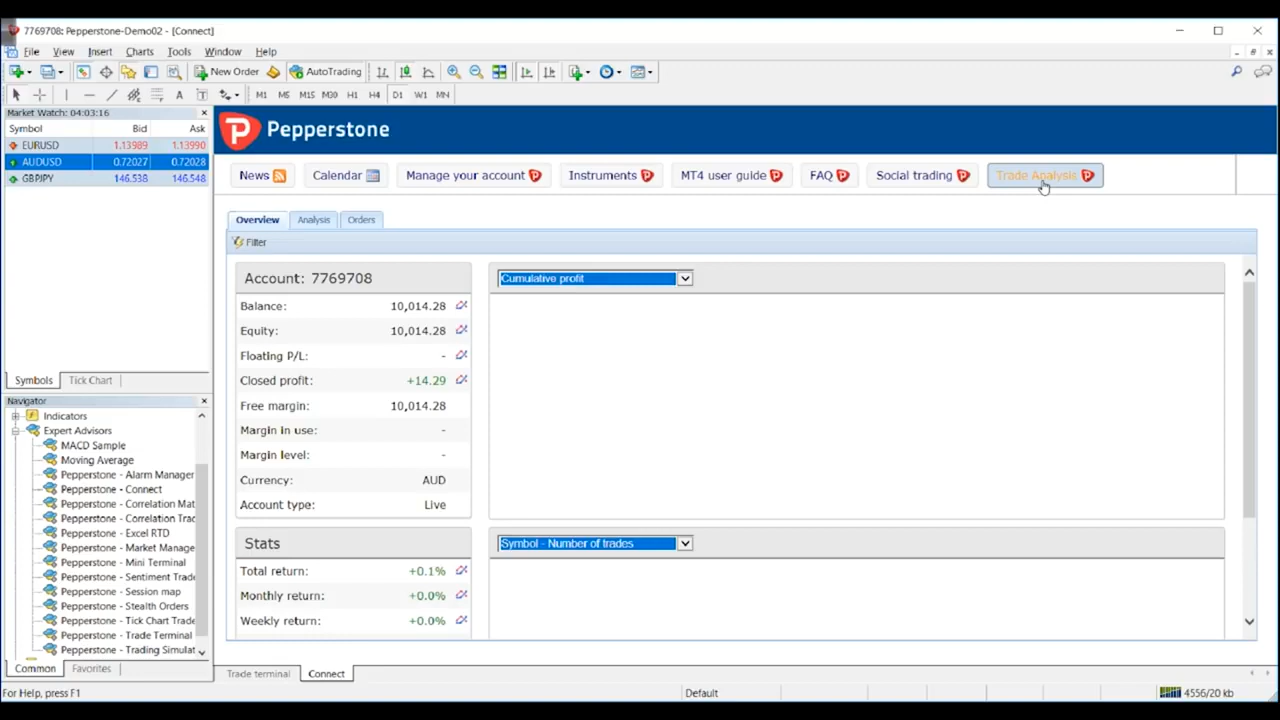 7769708: Pepperstone-Demo02 - [Connect]
File View Insert Charts Tools Window Help
New Order AutoTrading
A T M1 M5 M15 M30 H1 H4 D1 W1 MN
Market Watch: 04:03:16
Symbol Bid Ask
EURUSD 1.13989 1.13990
AUDUSD 0.72027 0.72028
GBPJPY 146.538 146.548
Symbols Tick Chart
Navigator
Indicators
Expert Advisors
MACD Sample
Moving Average
Pepperstone - Alarm Manager
Pepperstone - Connect
Pepperstone - Correlation Mat
Pepperstone - Correlation Trac
Pepperstone - Excel RTD
Pepperstone - Market Manage
Pepperstone - Mini Terminal
Pepperstone - Sentiment Trade
Pepperstone - Session map
Pepperstone - Stealth Orders
Pepperstone - Tick Chart Trade
Pepperstone - Trade Terminal
Pepperstone - Trading Simulat
Common Favorites
Pepperstone
News Calendar Manage your account Instruments MT4 user guide FAQ Social trading Trade Analysis
Overview Analysis Orders
Filter
Account: 7769708
Balance: 10,014.28
Equity: 10,014.28
Floating P/L: -
Closed profit: +14.29
Free margin: 10,014.28
Margin in use: -
Margin level: -
Currency: AUD
Account type: Live
Cumulative profit
Stats
Total return: +0.1%
Monthly return: +0.0%
Weekly return: +0.0%
Symbol - Number of trades
Trade terminal Connect
For Help, press F1 Default 4556/20 kb